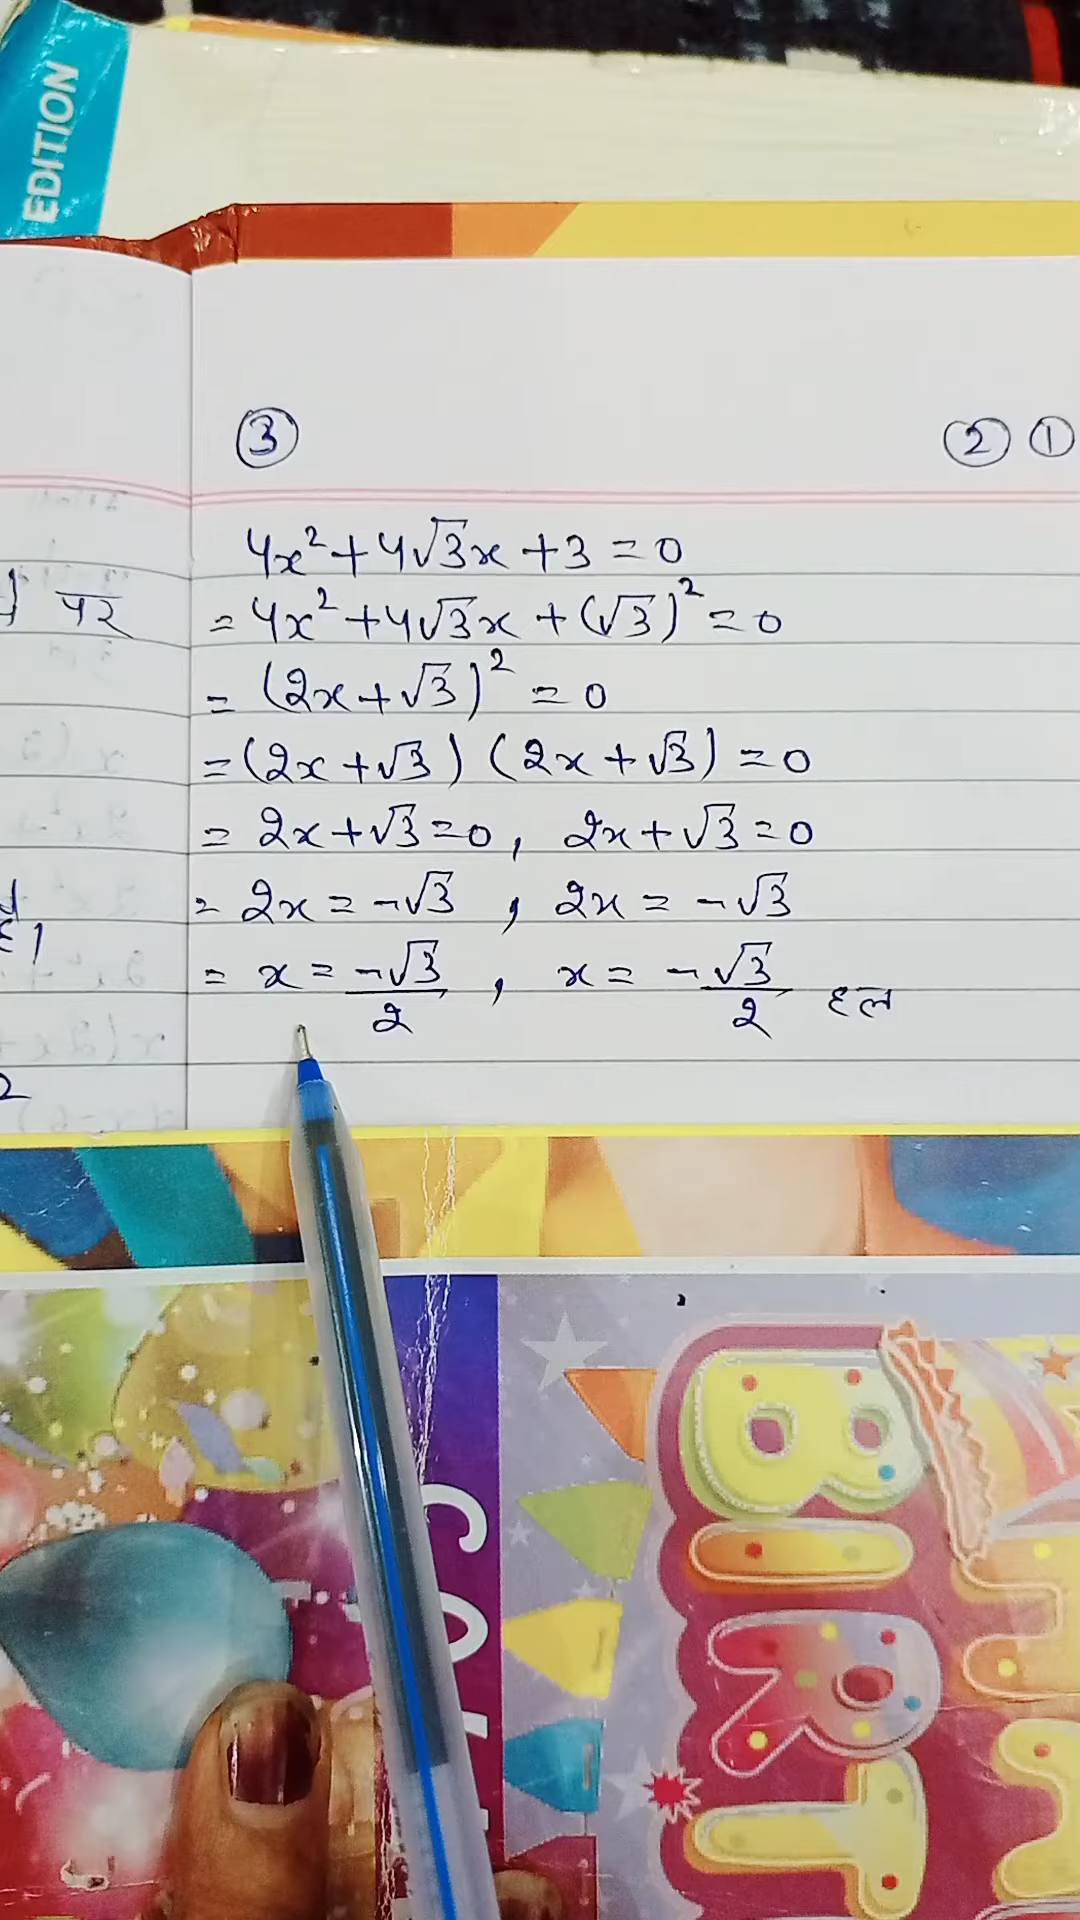 EDITION
③
② ①
4x² + 4√3x + 3 = 0
= 4x² + 4√3x + (√3)² = 0
= (2x + √3)² = 0
= (2x + √3) (2x + √3) = 0
= 2x + √3 = 0, 2x + √3 = 0
= 2x = -√3, 2x = -√3
= x = -√3/2, x = -√3/2 हल
पर
2
BIRT